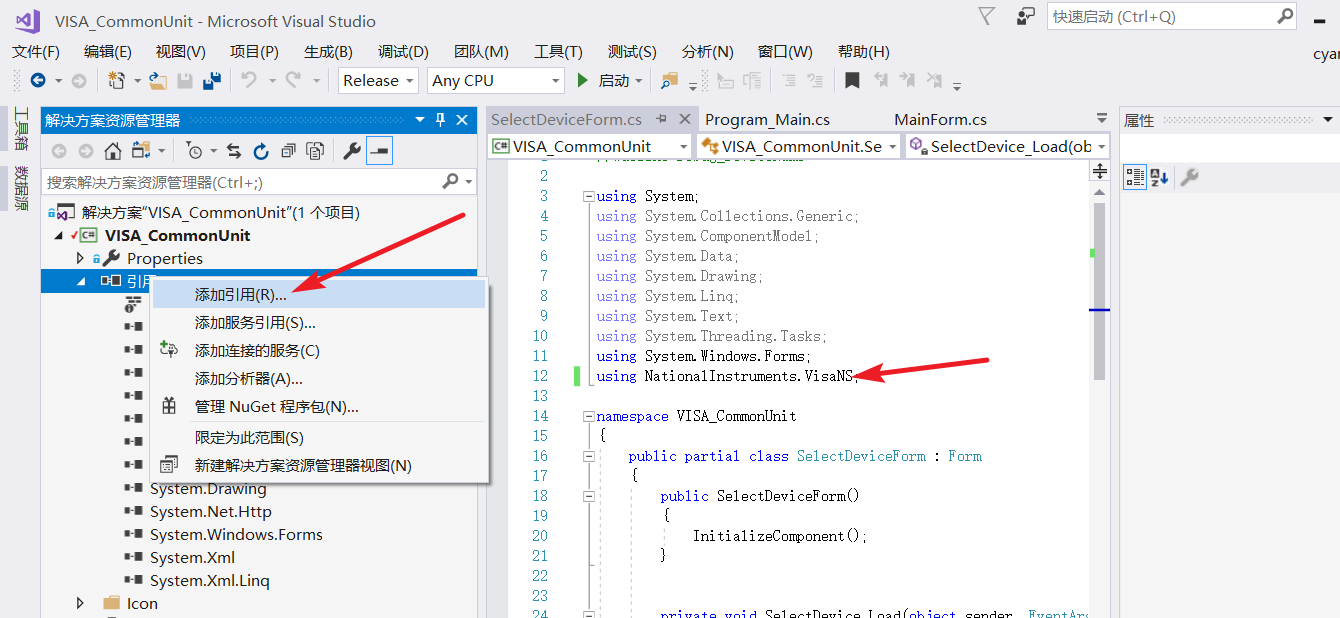 VISA_CommonUnit - Microsoft Visual Studio
快速启动 (Ctrl+Q)
文件(F) 编辑(E) 视图(V) 项目(P) 生成(B) 调试(D) 团队(M) 工具(T) 测试(S) 分析(N) 窗口(W) 帮助(H)
cyan
Release Any CPU 启动
工具箱
数据源
解决方案资源管理器
搜索解决方案资源管理器(Ctrl+;)
解决方案"VISA_CommonUnit"(1 个项目)
C# VISA_CommonUnit
Properties
引用
添加引用(R)...
添加服务引用(S)...
添加连接的服务(C)
添加分析器(A)...
管理 NuGet 程序包(N)...
限定为此范围(S)
新建解决方案资源管理器视图(N)
System.Drawing
System.Net.Http
System.Windows.Forms
System.Xml
System.Xml.Linq
Icon
SelectDeviceForm.cs Program_Main.cs MainForm.cs
C# VISA_CommonUnit VISA_CommonUnit.Se SelectDevice_Load(ob
2
3 using System;
4 using System.Collections.Generic;
5 using System.ComponentModel;
6 using System.Data;
7 using System.Drawing;
8 using System.Linq;
9 using System.Text;
10 using System.Threading.Tasks;
11 using System.Windows.Forms;
12 using NationalInstruments.VisaNS;
13
14 namespace VISA_CommonUnit
15 {
16 public partial class SelectDeviceForm : Form
17 {
18 public SelectDeviceForm()
19 {
20 InitializeComponent();
21 }
22
23
24 private void SelectDevice_Load(object sender, EventArgs
属性